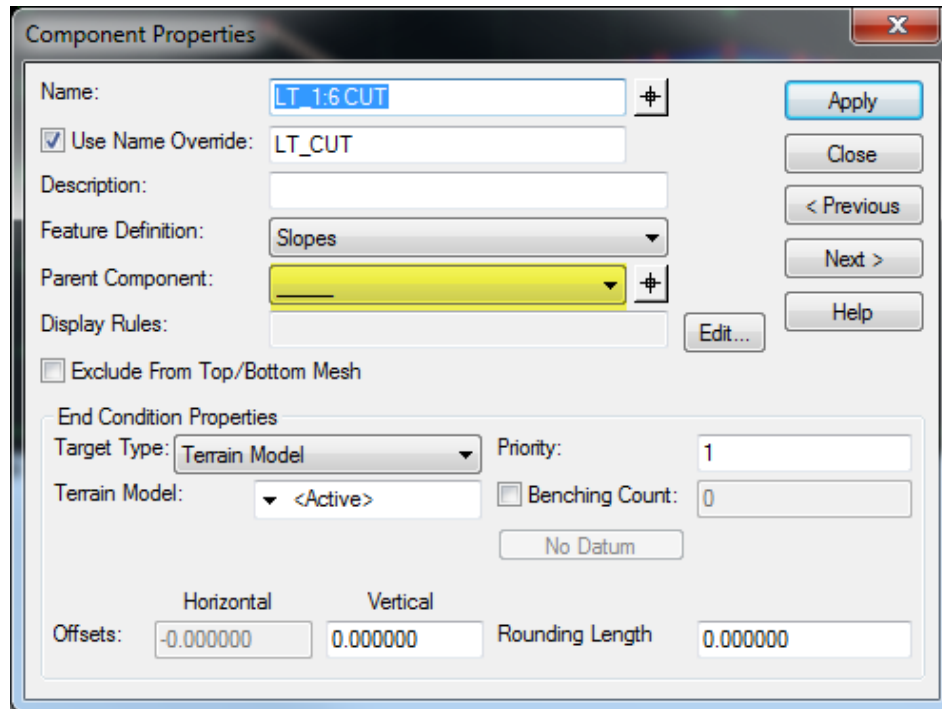 Component Properties
Name: LT_1:6 CUT Apply
Use Name Override: LT_CUT Close
Description: < Previous
Feature Definition: Slopes
Parent Component: _____ Next >
Display Rules: Edit... Help
Exclude From Top/Bottom Mesh
End Condition Properties
Target Type: Terrain Model Priority: 1
Terrain Model: <Active> Benching Count: 0
No Datum
Horizontal Vertical
Offsets: -0.000000 0.000000 Rounding Length 0.000000